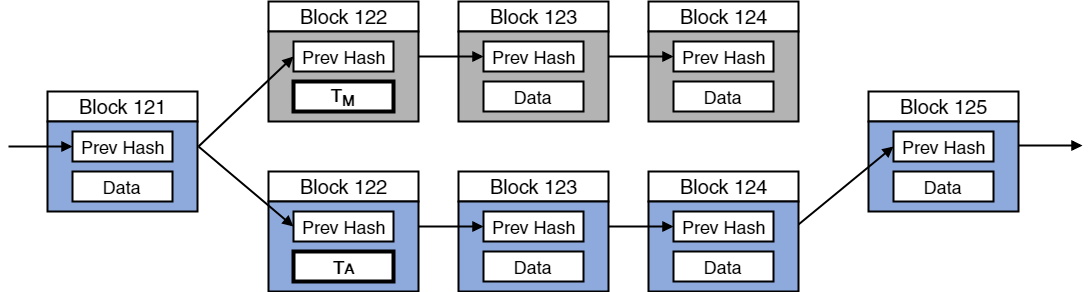 Block 122
Prev Hash
TM
Block 123
Prev Hash
Data
Block 124
Prev Hash
Data
Block 121
Prev Hash
Data
Block 122
Prev Hash
TA
Block 123
Prev Hash
Data
Block 124
Prev Hash
Data
Block 125
Prev Hash
Data